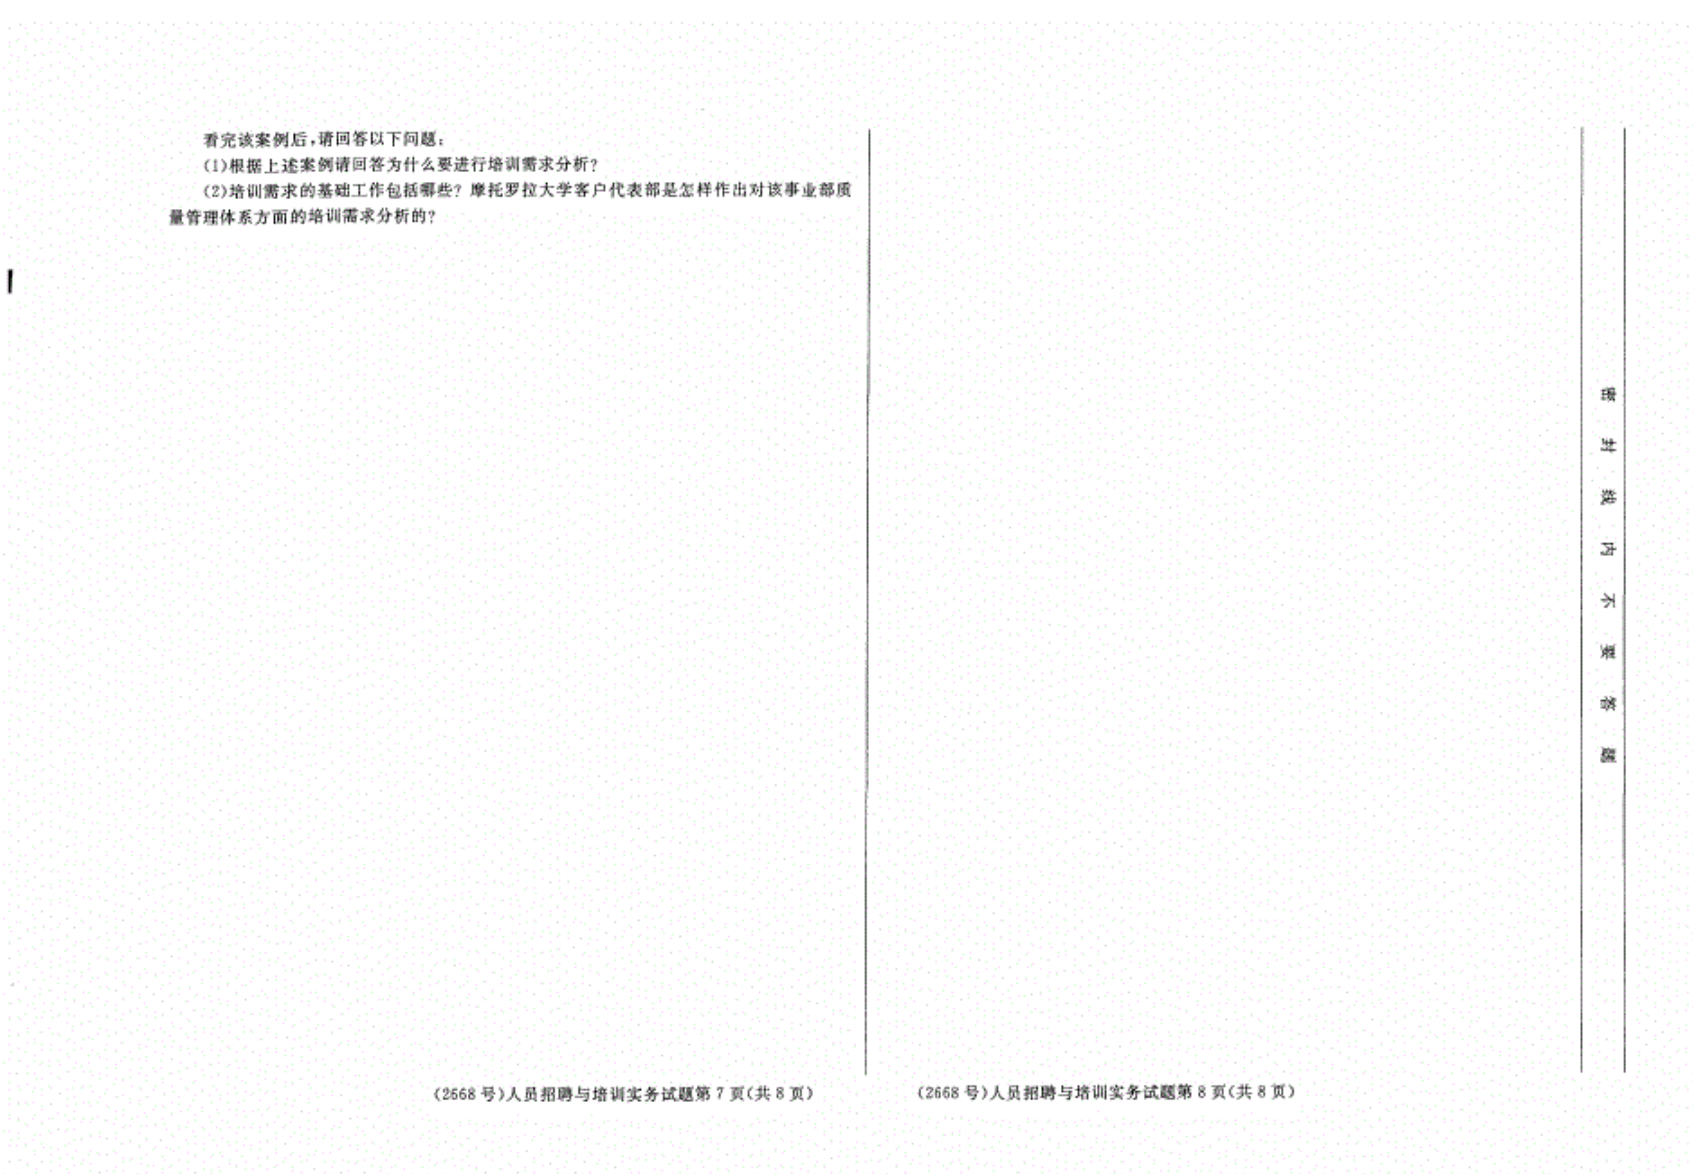 看完该案例后,请回答以下问题:
(1)根据上述案例请回答为什么要进行培训需求分析?
(2)培训需求的基础工作包括哪些?摩托罗拉大学客户代表部是怎样作出对该事业部质
量管理体系方面的培训需求分析的?
(2668号)人员招聘与培训实务试题第7页(共8页)
(2668号)人员招聘与培训实务试题第8页(共8页)
密封线内不要答题